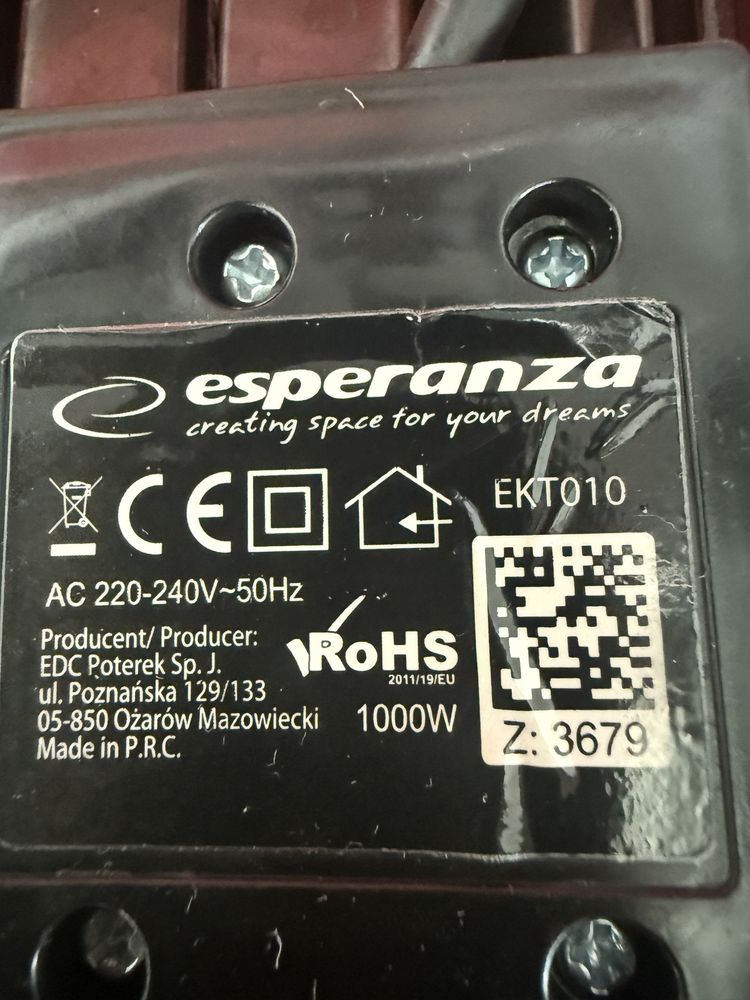 esperanza
creating space for your dreams
CE
EKT010
AC 220-240V~50Hz
Producent/ Producer:
EDC Poterek Sp. J.
ul. Poznańska 129/133
05-850 Ożarów Mazowiecki
Made in P.R.C.
RoHS
2011/19/EU
1000W
Z: 3679